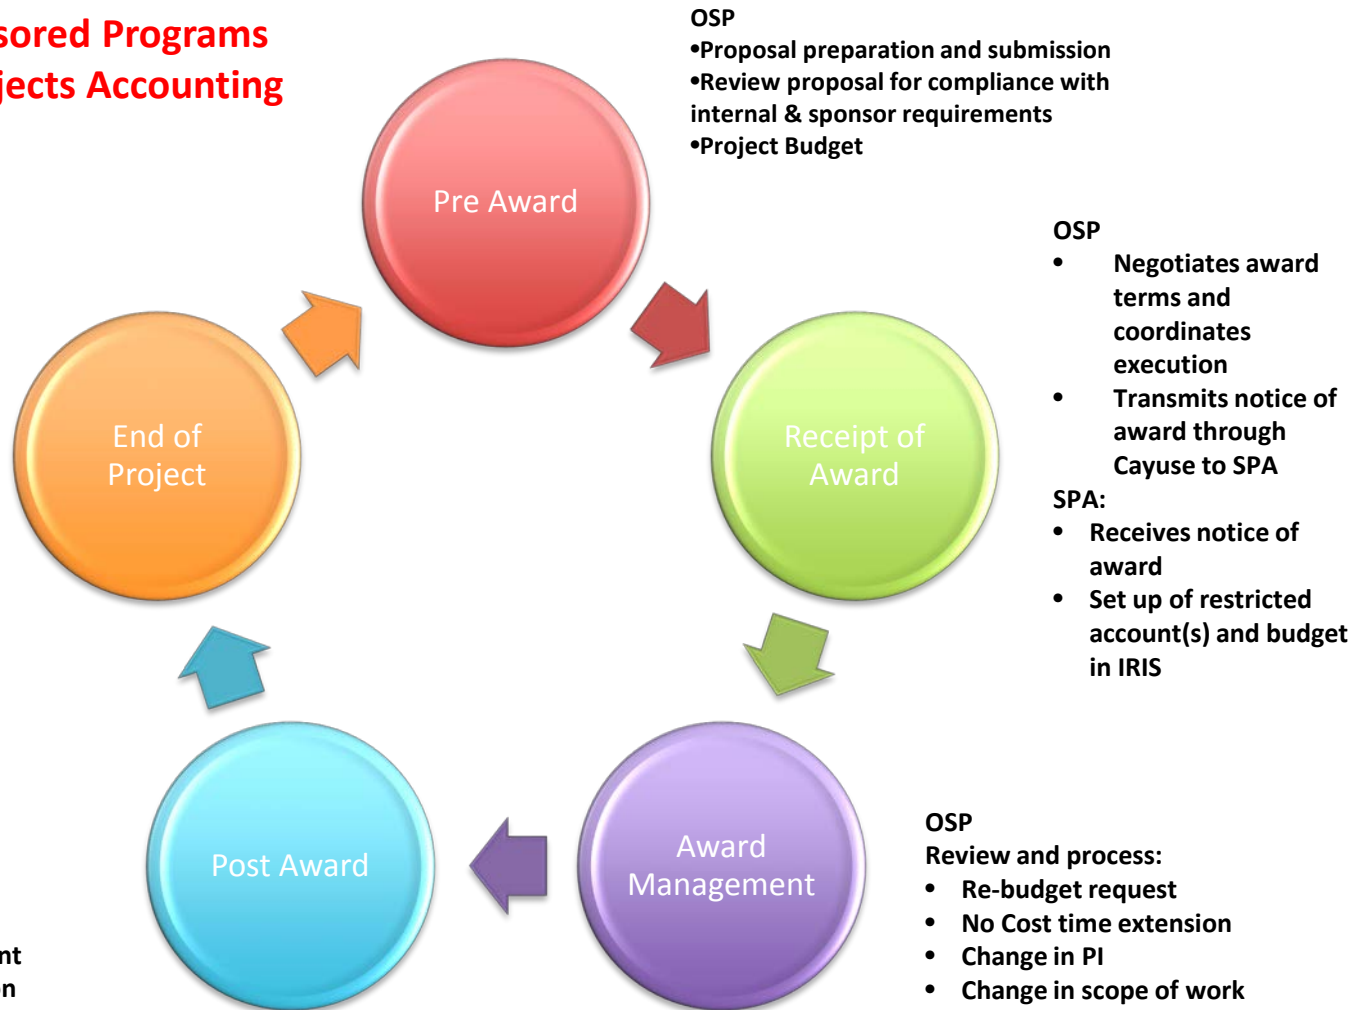 sored Programs
jects Accounting
OSP
•Proposal preparation and submission
•Review proposal for compliance with
internal & sponsor requirements
•Project Budget
Pre Award
OSP
• Negotiates award
terms and
coordinates
execution
• Transmits notice of
award through
Cayuse to SPA
SPA:
• Receives notice of
award
• Set up of restricted
account(s) and budget
in IRIS
Receipt of
Award
End of
Project
Award
Management
Post Award
OSP
Review and process:
• Re-budget request
• No Cost time extension
• Change in PI
• Change in scope of work
nt
on